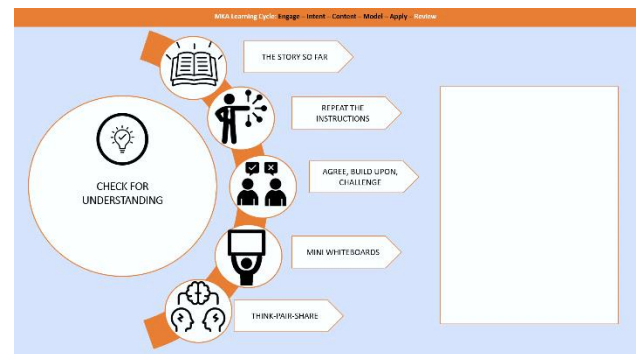 MKA Learning Cycle: Engage – Intent – Content – Model – Apply – Review
THE STORY SO FAR
REPEAT THE
INSTRUCTIONS
AGREE, BUILD UPON,
CHALLENGE
CHECK FOR
UNDERSTANDING
MINI WHITEBOARDS
THINK-PAIR-SHARE